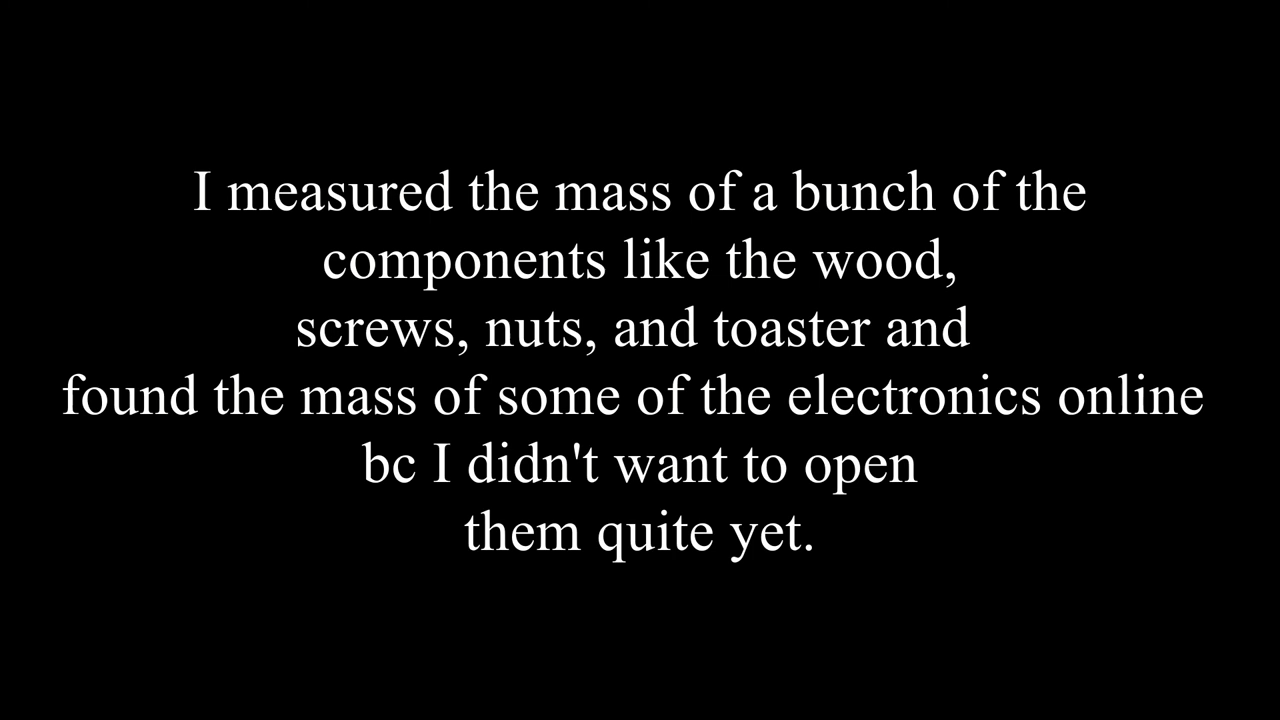 I measured the mass of a bunch of the
components like the wood,
screws, nuts, and toaster and
found the mass of some of the electronics online
bc I didn't want to open
them quite yet.